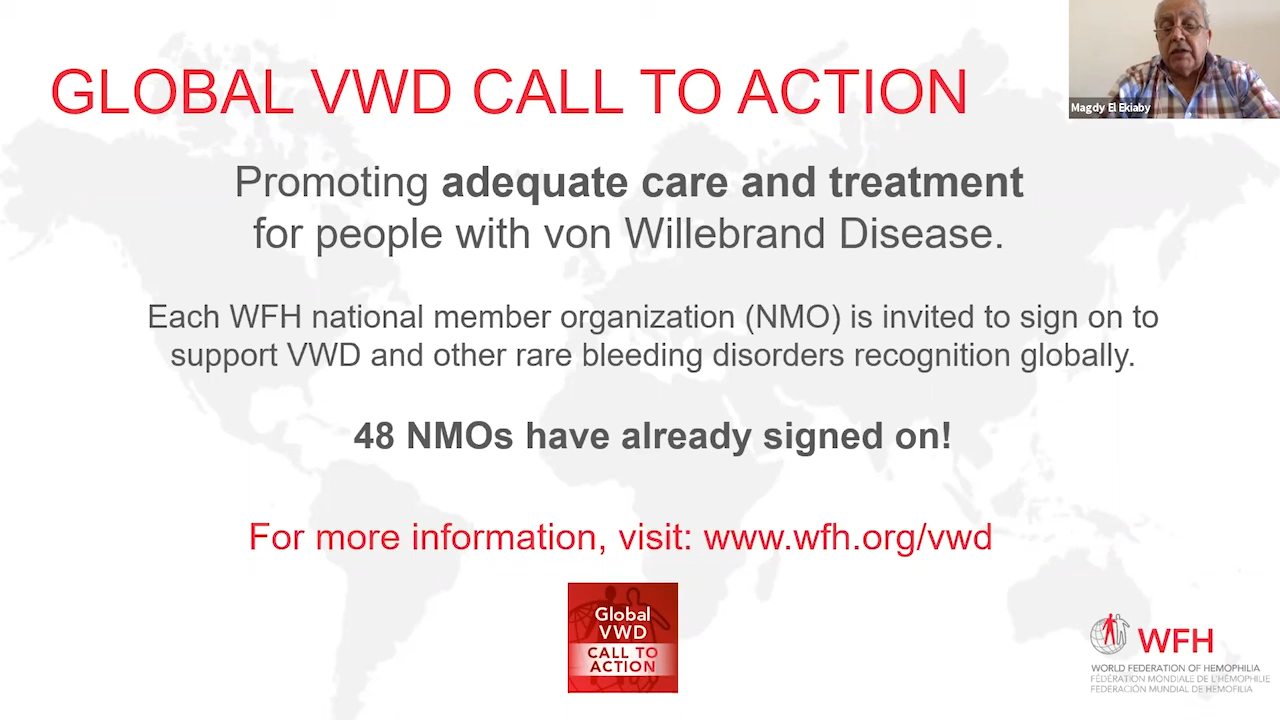 GLOBAL VWD CALL TO ACTION
Magdy El Ekiaby
Promoting adequate care and treatment
for people with von Willebrand Disease.
Each WFH national member organization (NMO) is invited to sign on to
support VWD and other rare bleeding disorders recognition globally.
48 NMOs have already signed on!
For more information, visit: www.wfh.org/vwd
Global
VWD
CALL TO
ACTION
WFH
WORLD FEDERATION OF HEMOPHILIA
FÉDÉRATION MONDIALE DE L'HÉMOPHILIE
FEDERACIÓN MUNDIAL DE HEMOFILIA